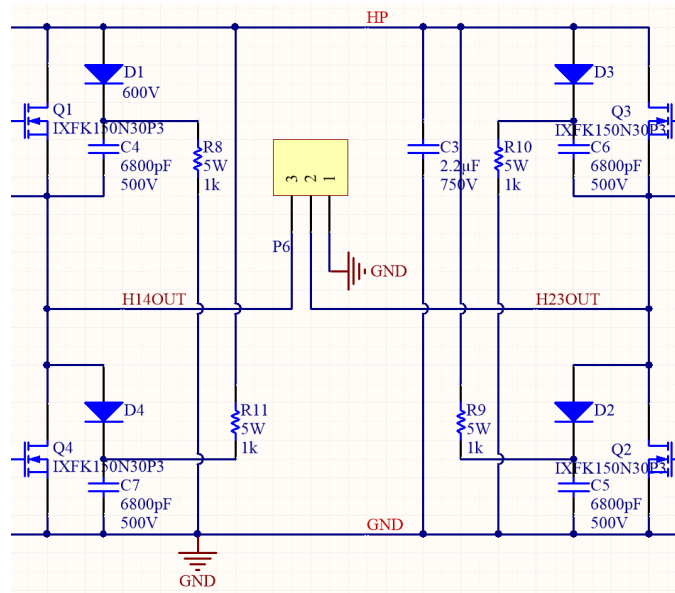 HP
D1
600V
Q1
IXFK150N30P3
C4
6800pF
500V
R8
5W
1k
3
2
1
P6
GND
C3
2.2µF
750V
R10
5W
1k
D3
Q3
IXFK150N30P3
C6
6800pF
500V
H14OUT
H23OUT
D4
Q4
IXFK150N30P3
C7
6800pF
500V
R11
5W
1k
R9
5W
1k
D2
Q2
IXFK150N30P3
C5
6800pF
500V
GND
GND